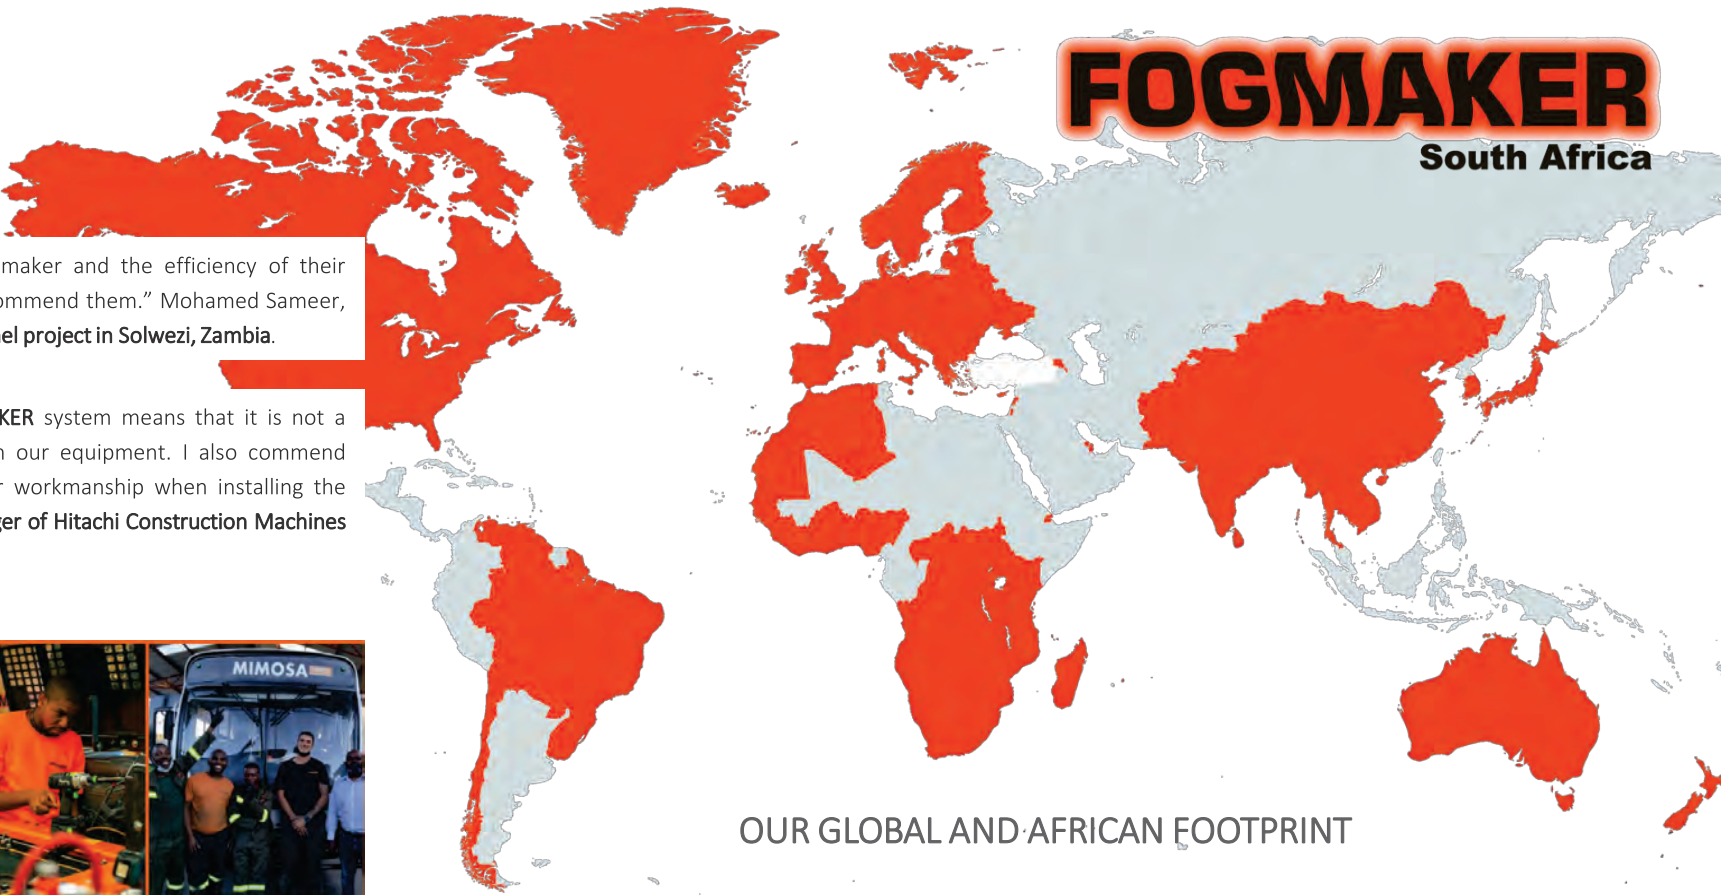 FOGMAKER
South Africa
maker and the efficiency of their
commend them.” Mohamed Sameer,
el project in Solwezi, Zambia.
KER system means that it is not a
our equipment. I also commend
workmanship when installing the
ger of Hitachi Construction Machines
MIMOSA
OUR GLOBAL AND AFRICAN FOOTPRINT